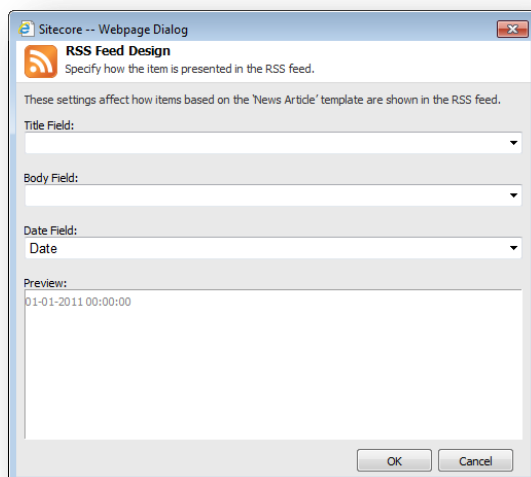 Sitecore -- Webpage Dialog
RSS Feed Design
Specify how the item is presented in the RSS feed.
These settings affect how items based on the 'News Article' template are shown in the RSS feed.
Title Field:
Body Field:
Date Field:
Date
Preview:
01-01-2011 00:00:00
OK Cancel